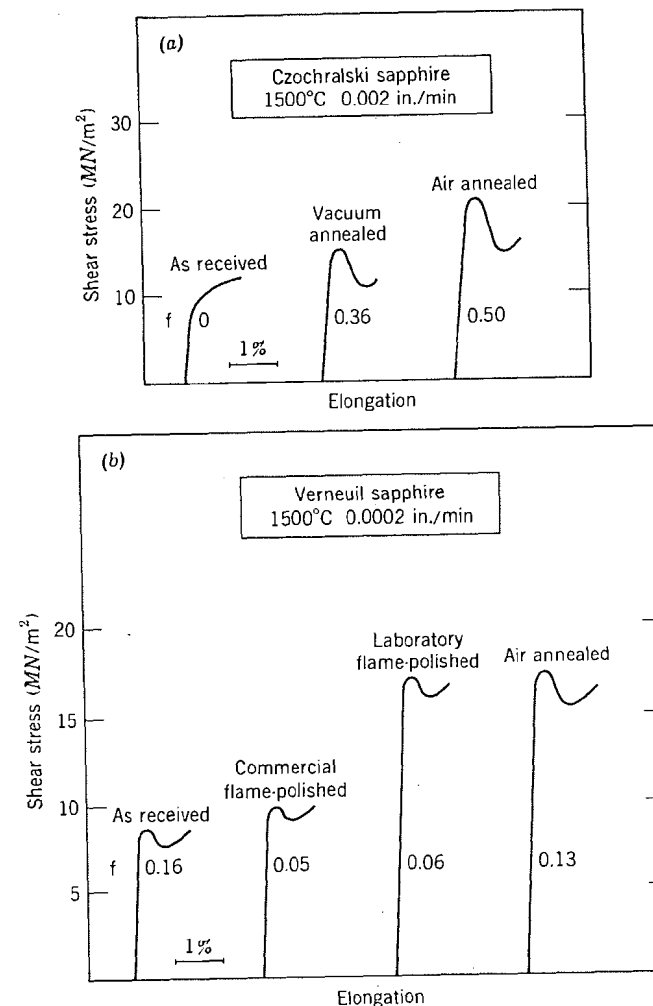 (a)
Czochralski sapphire
1500°C 0.002 in./min
Shear stress (MN/m²)
30
20
10
Air annealed
Vacuum
annealed
As received
f 0
0.36
0.50
1%
Elongation
(b)
Verneuil sapphire
1500°C 0.0002 in./min
Shear stress (MN/m²)
20
15
10
5
Laboratory
flame-polished
Air annealed
Commercial
flame-polished
As received
f 0.16
0.05
0.06
0.13
1%
Elongation